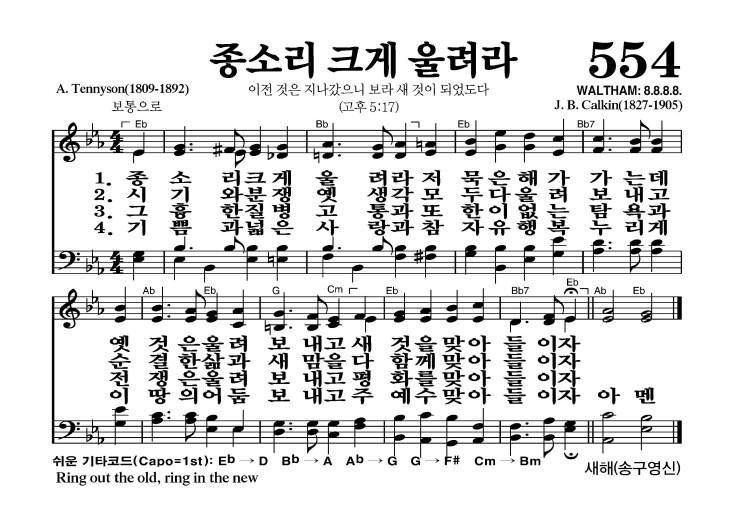 종소리 크게 울려라 554
A. Tennyson(1809-1892) 이전 것은 지나갔으니 보라 새 것이 되었도다 WALTHAM: 8.8.8.8.
보통으로 (고후 5:17) J. B. Calkin(1827-1905)
Eb Bb Eb Bb7
1. 종 소 리크게 울 려라저 묵은해가 가는데
2. 시 기 와분쟁 옛 생각모 두다울려 보내고
3. 그 흉 한질병 고 통과또 한이없는 탐욕과
4. 기 쁨 과넓은 사 랑과참 자유행복 누리게
Ab Eb G Cm Eb Bb7 Eb Ab Eb
옛 것은울려 보내고새 것을맞아 들이자
순결한삶과 새 맘을다 함께맞아 들이자
전쟁은울려 보내고평 화를맞아 들이자
이 땅의어둠 보내고주 예수맞아 들이자 아멘
쉬운 기타코드(Capo=1st): Eb → D Bb → A Ab → G G → F# Cm → Bm
Ring out the old, ring in the new 새해(송구영신)